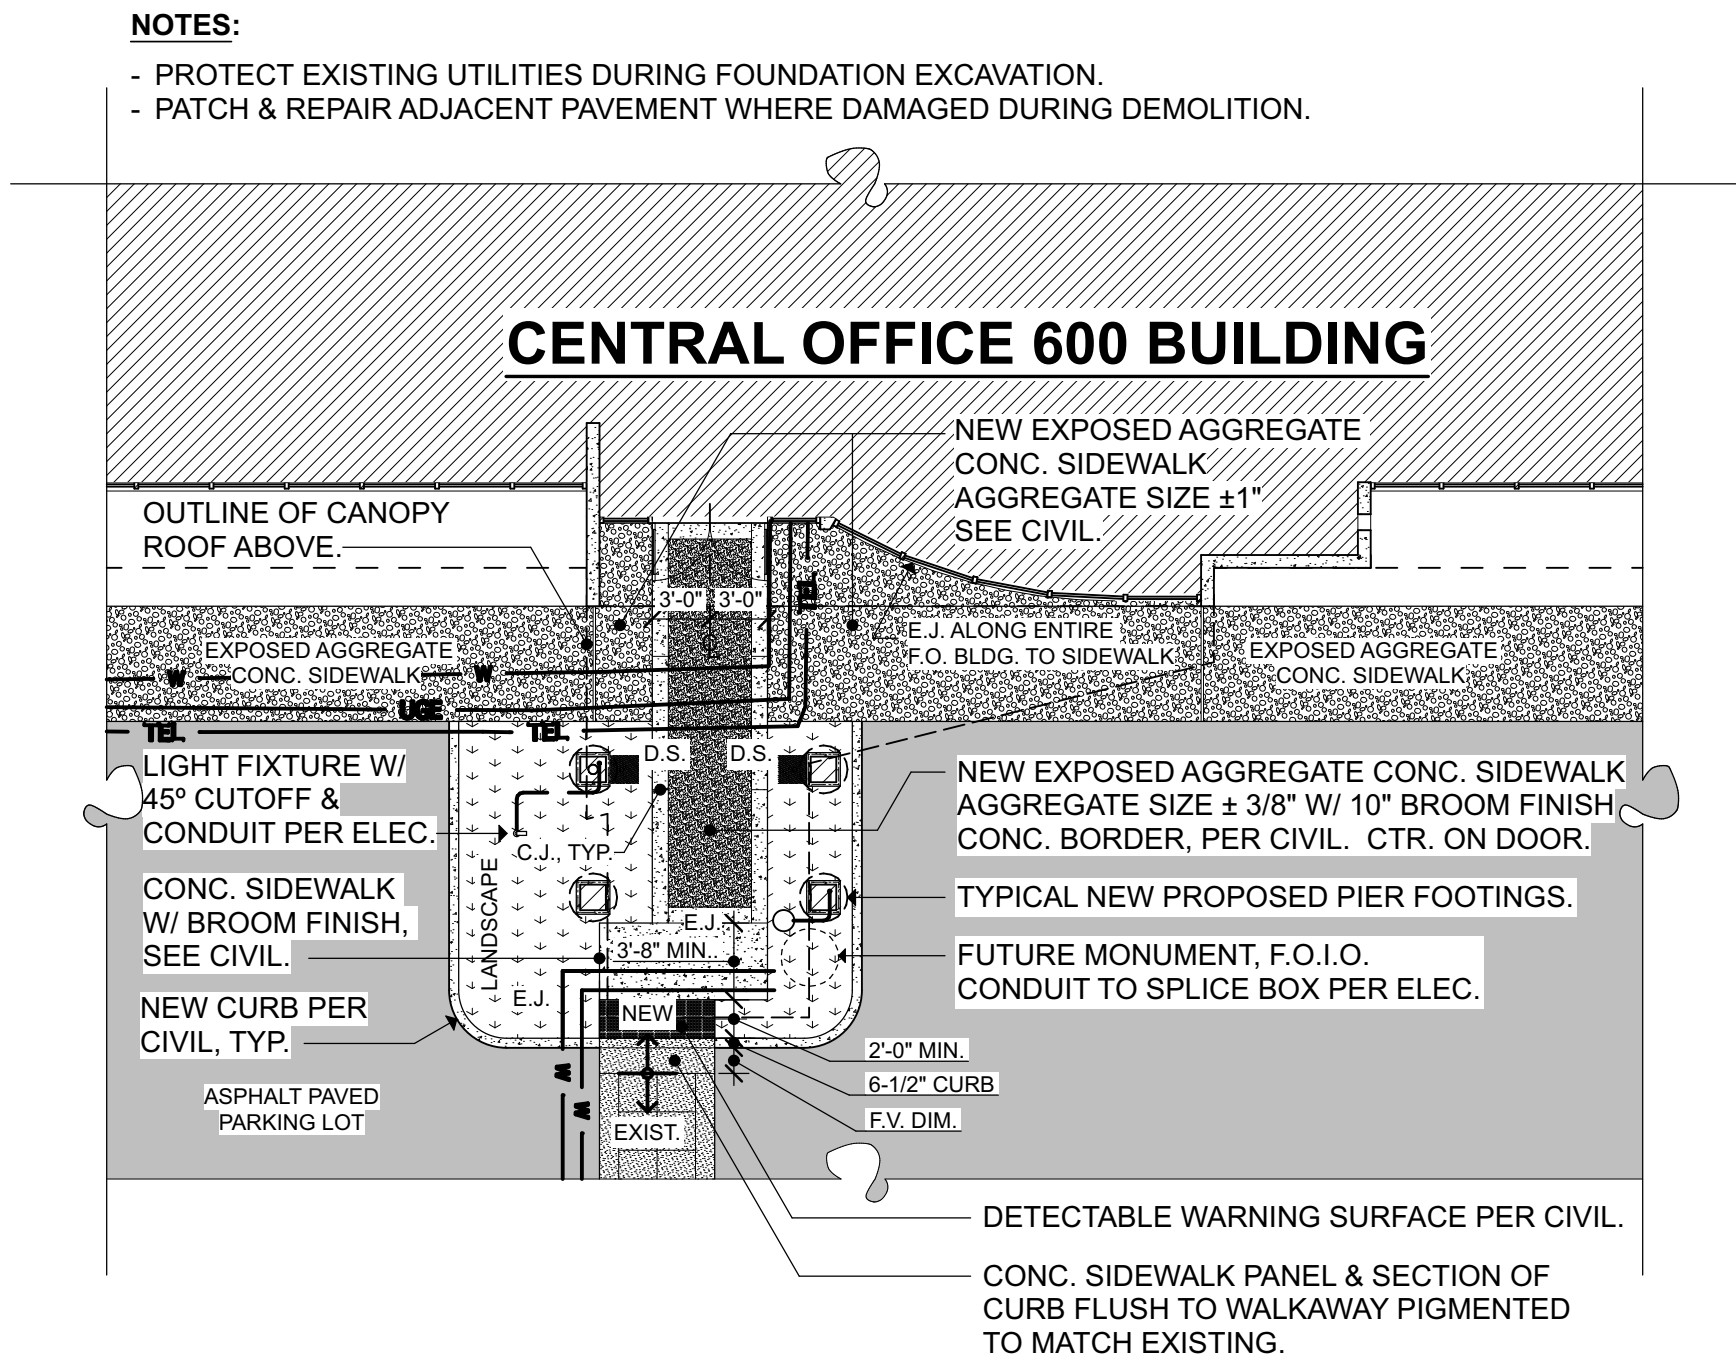 NOTES:
- PROTECT EXISTING UTILITIES DURING FOUNDATION EXCAVATION.
- PATCH & REPAIR ADJACENT PAVEMENT WHERE DAMAGED DURING DEMOLITION.
CENTRAL OFFICE 600 BUILDING
NEW EXPOSED AGGREGATE
CONC. SIDEWALK
AGGREGATE SIZE ±1"
SEE CIVIL.
OUTLINE OF CANOPY
ROOF ABOVE.
3'-0"
3'-0"
TEL
E.J. ALONG ENTIRE
F.O. BLDG. TO SIDEWALK
EXPOSED AGGREGATE
CONC. SIDEWALK
EXPOSED AGGREGATE
CONC. SIDEWALK
W
W
UGE
TEL
TEL
D.S.
D.S.
LIGHT FIXTURE W/
45º CUTOFF &
CONDUIT PER ELEC.
NEW EXPOSED AGGREGATE CONC. SIDEWALK
AGGREGATE SIZE ± 3/8" W/ 10" BROOM FINISH
CONC. BORDER, PER CIVIL. CTR. ON DOOR.
C.J., TYP.
LANDSCAPE
CONC. SIDEWALK
W/ BROOM FINISH,
SEE CIVIL.
TYPICAL NEW PROPOSED PIER FOOTINGS.
E.J.
3'-8" MIN..
FUTURE MONUMENT, F.O.I.O.
CONDUIT TO SPLICE BOX PER ELEC.
E.J.
NEW
NEW CURB PER
CIVIL, TYP.
2'-0" MIN.
6-1/2" CURB
F.V. DIM.
W
W
ASPHALT PAVED
PARKING LOT
EXIST.
DETECTABLE WARNING SURFACE PER CIVIL.
CONC. SIDEWALK PANEL & SECTION OF
CURB FLUSH TO WALKAWAY PIGMENTED
TO MATCH EXISTING.